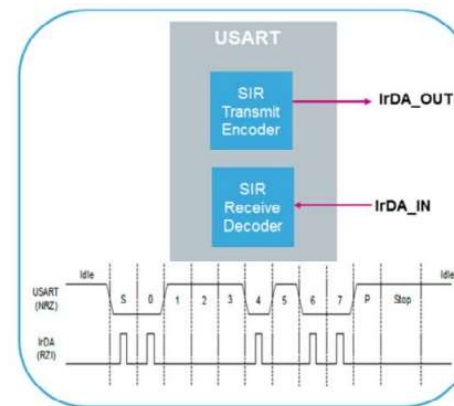 USART
SIR
Transmit
Encoder
IrDA_OUT
SIR
Receive
Decoder
IrDA_IN
Idle
Idle
USART
(NRZ)
S 0 1 2 3 4 5 6 7 P Stop
IrDA
(RZI)